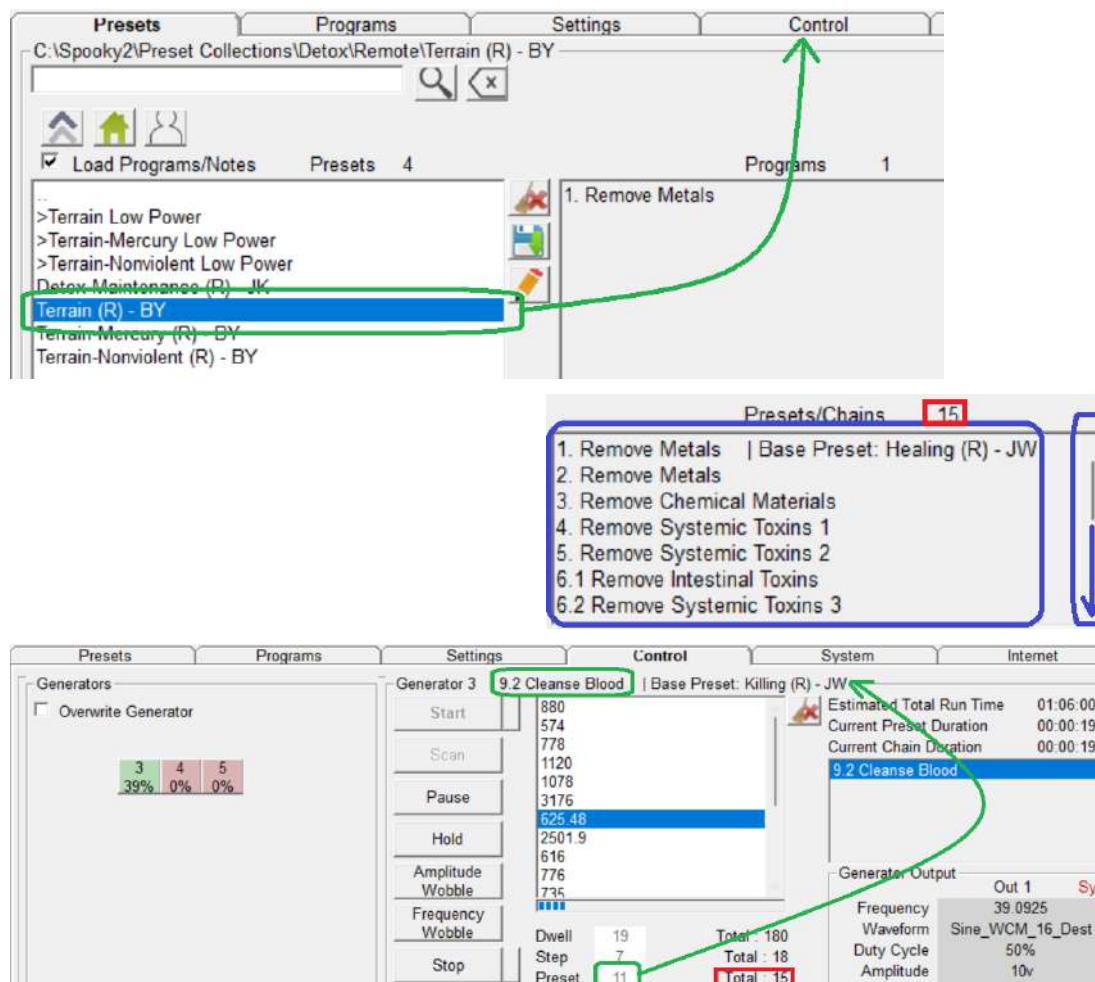 Presets Programs Settings Control
C:\Spooky2\Preset Collections\Detox\Remote\Terrain (R) - BY
Load Programs/Notes Presets 4 Programs 1
..
>Terrain Low Power
>Terrain-Mercury Low Power
>Terrain-Nonviolent Low Power
Detox Maintenance (R) - JK
Terrain (R) - BY
Terrain-Mercury (R) - BY
Terrain-Nonviolent (R) - BY
1. Remove Metals
Presets/Chains 15
1. Remove Metals | Base Preset: Healing (R) - JW
2. Remove Metals
3. Remove Chemical Materials
4. Remove Systemic Toxins 1
5. Remove Systemic Toxins 2
6.1 Remove Intestinal Toxins
6.2 Remove Systemic Toxins 3
Presets Programs Settings Control System Internet
Generators
Overwrite Generator
3 4 5
39% 0% 0%
Generator 3 9.2 Cleanse Blood | Base Preset: Killing (R) - JW
Start
Scan
Pause
Hold
Amplitude
Wobble
Frequency
Wobble
Stop
880
574
778
1120
1078
3176
625.48
2501.9
616
776
735
Dwell 19 Total : 180
Step 7 Total : 18
Preset 11 Total : 15
Estimated Total Run Time 01:06:00
Current Preset Duration 00:00:19
Current Chain Duration 00:00:19
9.2 Cleanse Blood
Generator Output
Out 1 Sy
Frequency 39.0925
Waveform Sine_WCM_16_Dest
Duty Cycle 50%
Amplitude 10v